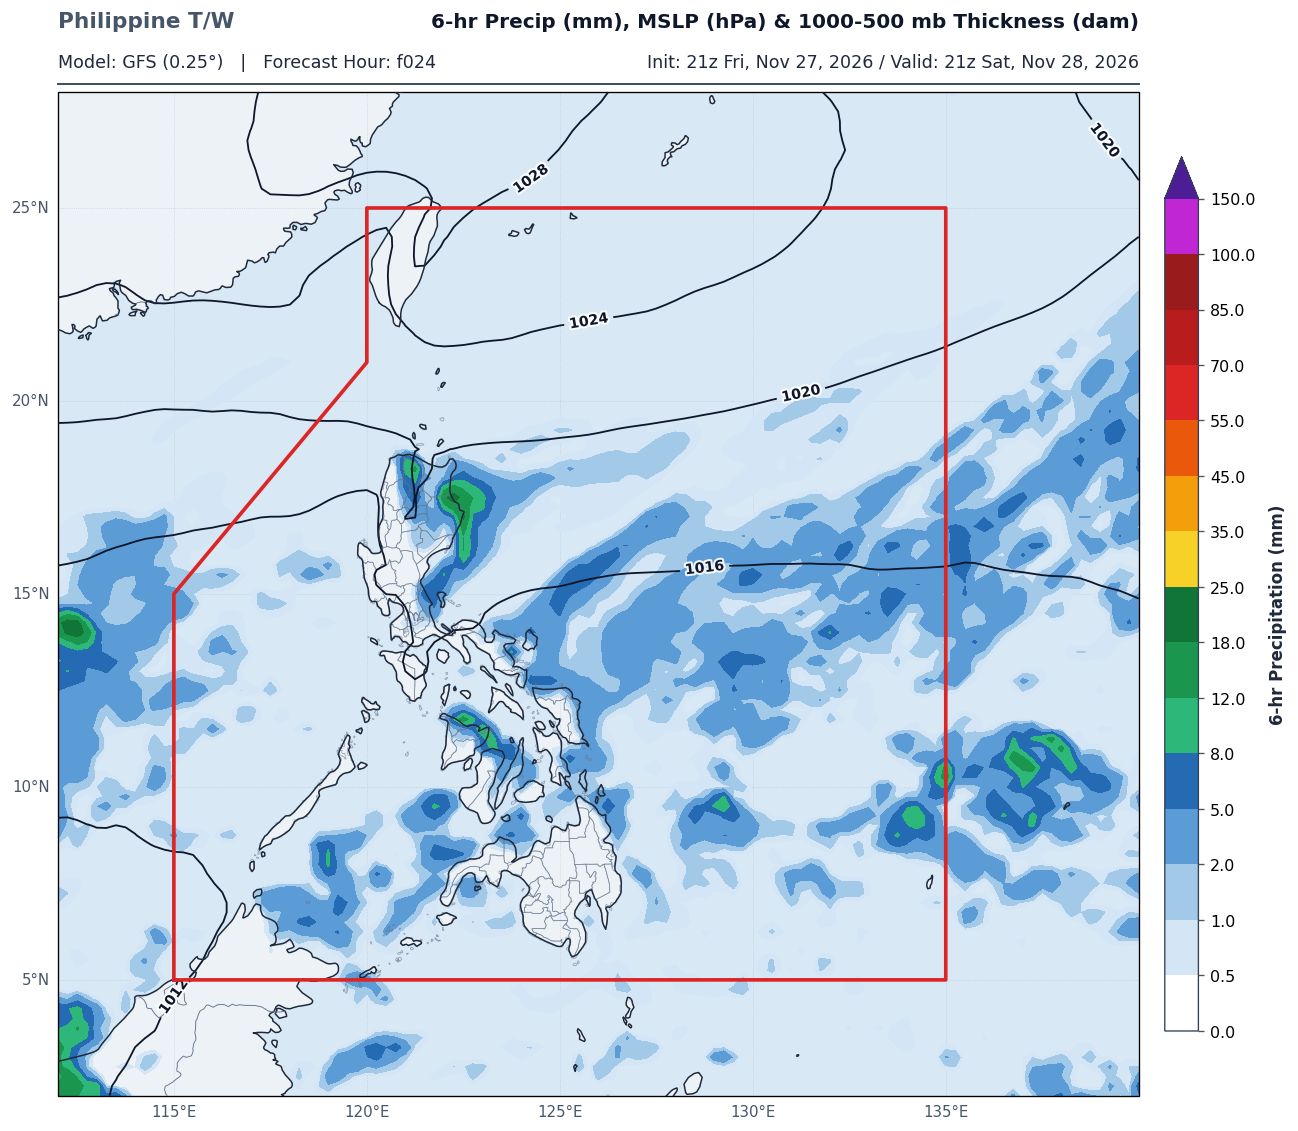 Philippine T/W
6-hr Precip (mm), MSLP (hPa) & 1000-500 mb Thickness (dam)
Model: GFS (0.25°) | Forecast Hour: f024
Init: 21z Fri, Nov 27, 2026 / Valid: 21z Sat, Nov 28, 2026
1020
1028
1024
1020
1016
1012
25°N
20°N
15°N
10°N
5°N
115°E
120°E
125°E
130°E
135°E
150.0
100.0
85.0
70.0
55.0
45.0
35.0
25.0
18.0
12.0
8.0
5.0
2.0
1.0
0.5
0.0
6-hr Precipitation (mm)